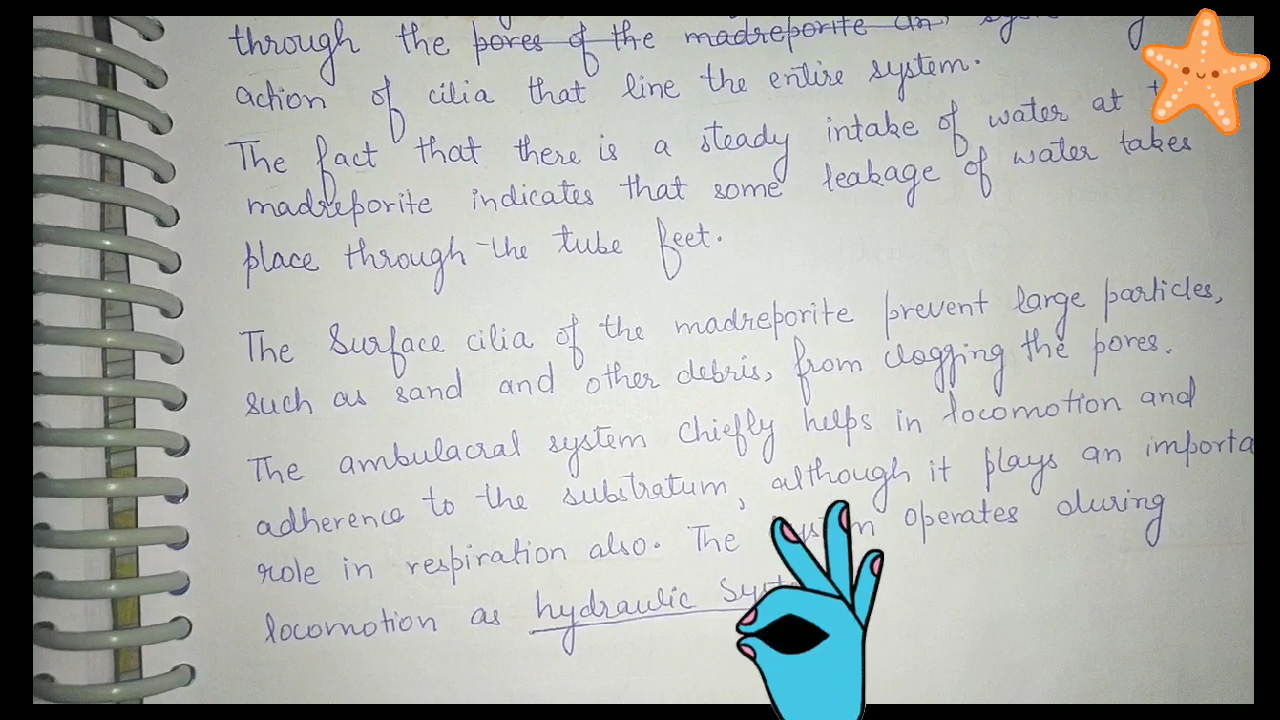 through the pores of the madreporite
action of cilia that line the entire system.
The fact that there is a steady intake of water at
madreporite indicates that some leakage of water takes
place through the tube feet.
The Surface cilia of the madreporite prevent large particles,
such as sand and other debris, from clogging the pores.
The ambulacral system chiefly helps in locomotion and
adherence to the substratum, although it plays an importa
role in respiration also. The operates during
locomotion as hydraulic